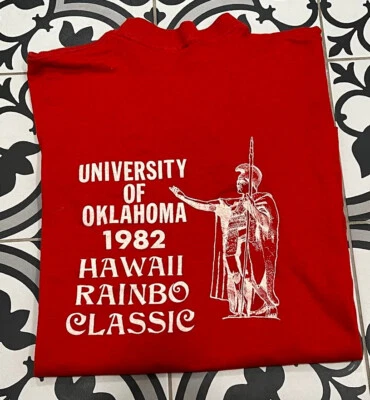 UNIVERSITY
OF
OKLAHOMA
1982
HAWAII
RAINBO
CLASSIC